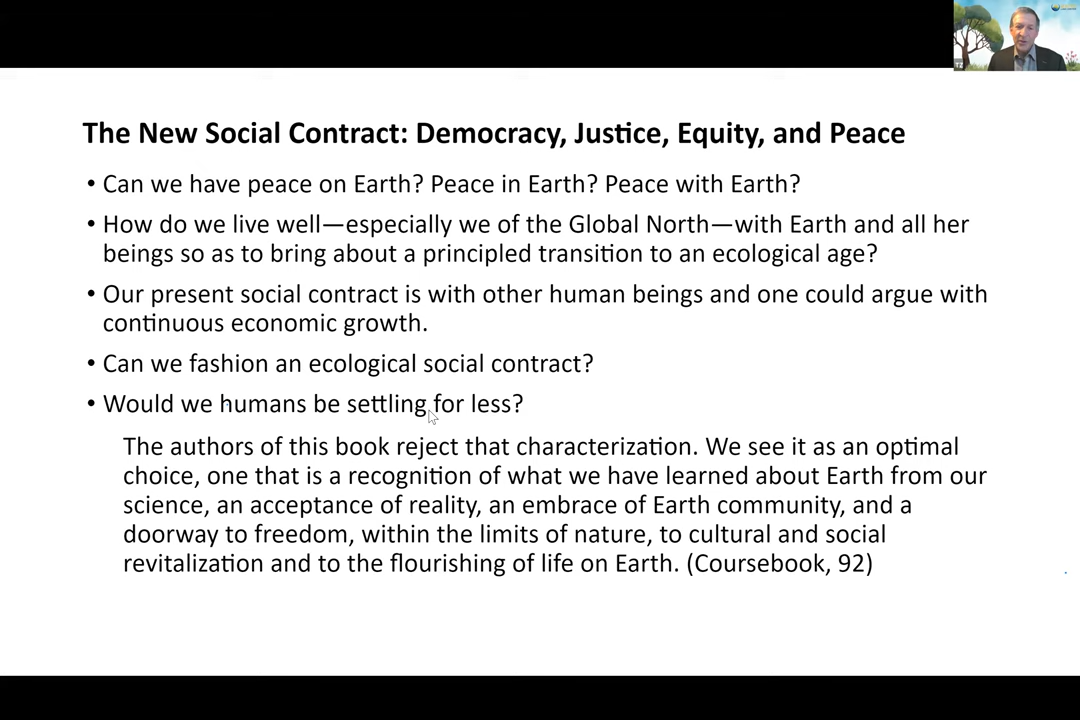 The New Social Contract: Democracy, Justice, Equity, and Peace
• Can we have peace on Earth? Peace in Earth? Peace with Earth?
• How do we live well—especially we of the Global North—with Earth and all her
beings so as to bring about a principled transition to an ecological age?
• Our present social contract is with other human beings and one could argue with
continuous economic growth.
• Can we fashion an ecological social contract?
• Would we humans be settling for less?
The authors of this book reject that characterization. We see it as an optimal
choice, one that is a recognition of what we have learned about Earth from our
science, an acceptance of reality, an embrace of Earth community, and a
doorway to freedom, within the limits of nature, to cultural and social
revitalization and to the flourishing of life on Earth. (Coursebook, 92)